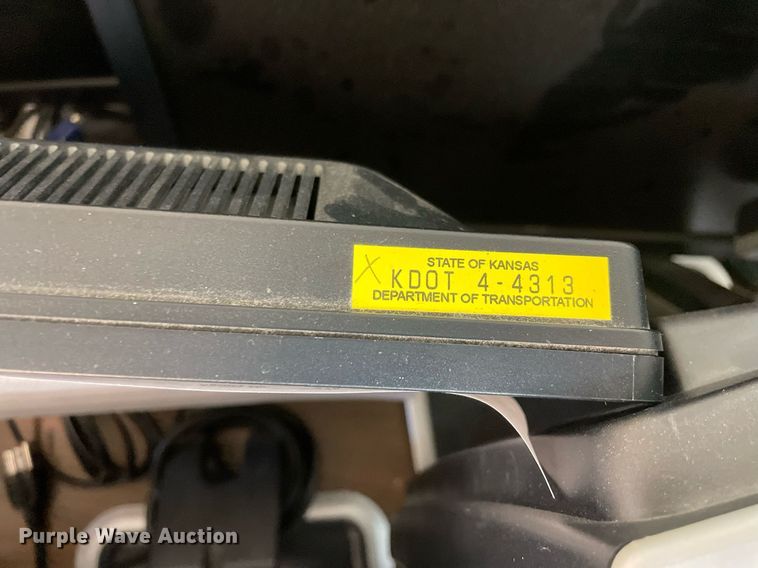 STATE OF KANSAS
X KDOT 4-4313
DEPARTMENT OF TRANSPORTATION
Purple Wave Auction